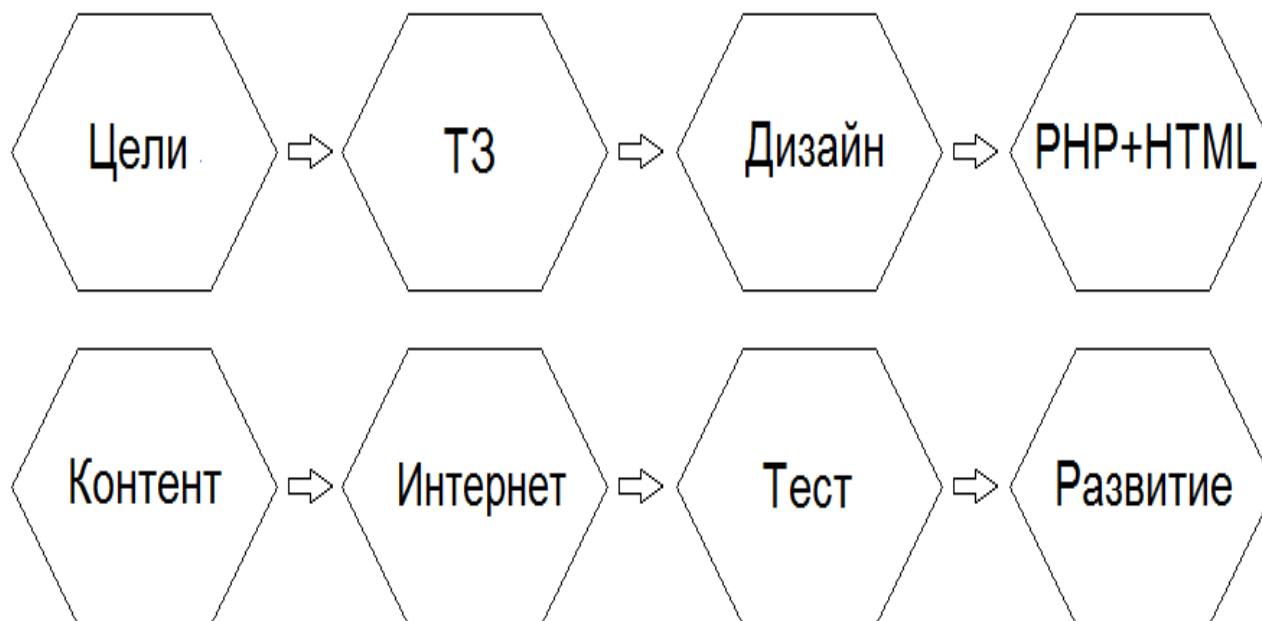 Цели
ТЗ
Дизайн
PHP+HTML
Контент
Интернет
Тест
Развитие